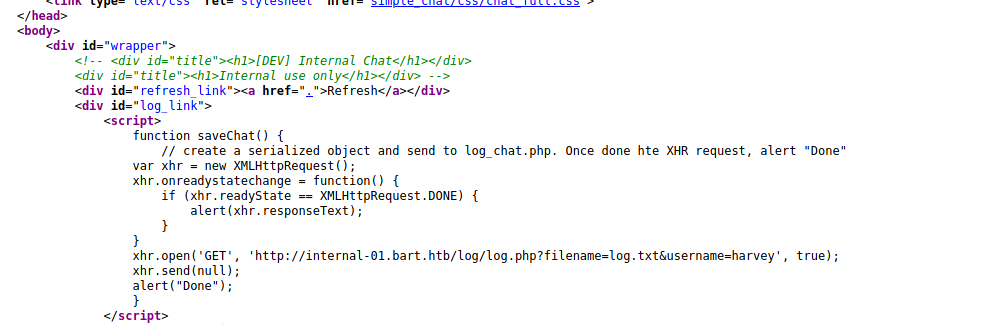 <link type="text/css" rel="stylesheet" href="simple_chat/css/chat_full.css">
</head>
<body>
<div id="wrapper">
<!-- <div id="title"><h1>[DEV] Internal Chat</h1></div>
<div id="title"><h1>Internal use only</h1></div> -->
<div id="refresh_link"><a href=".">Refresh</a></div>
<div id="log_link">
<script>
function saveChat() {
// create a serialized object and send to log_chat.php. Once done hte XHR request, alert "Done"
var xhr = new XMLHttpRequest();
xhr.onreadystatechange = function() {
if (xhr.readyState == XMLHttpRequest.DONE) {
alert(xhr.responseText);
}
}
xhr.open('GET', 'http://internal-01.bart.htb/log/log.php?filename=log.txt&username=harvey', true);
xhr.send(null);
alert("Done");
}
</script>